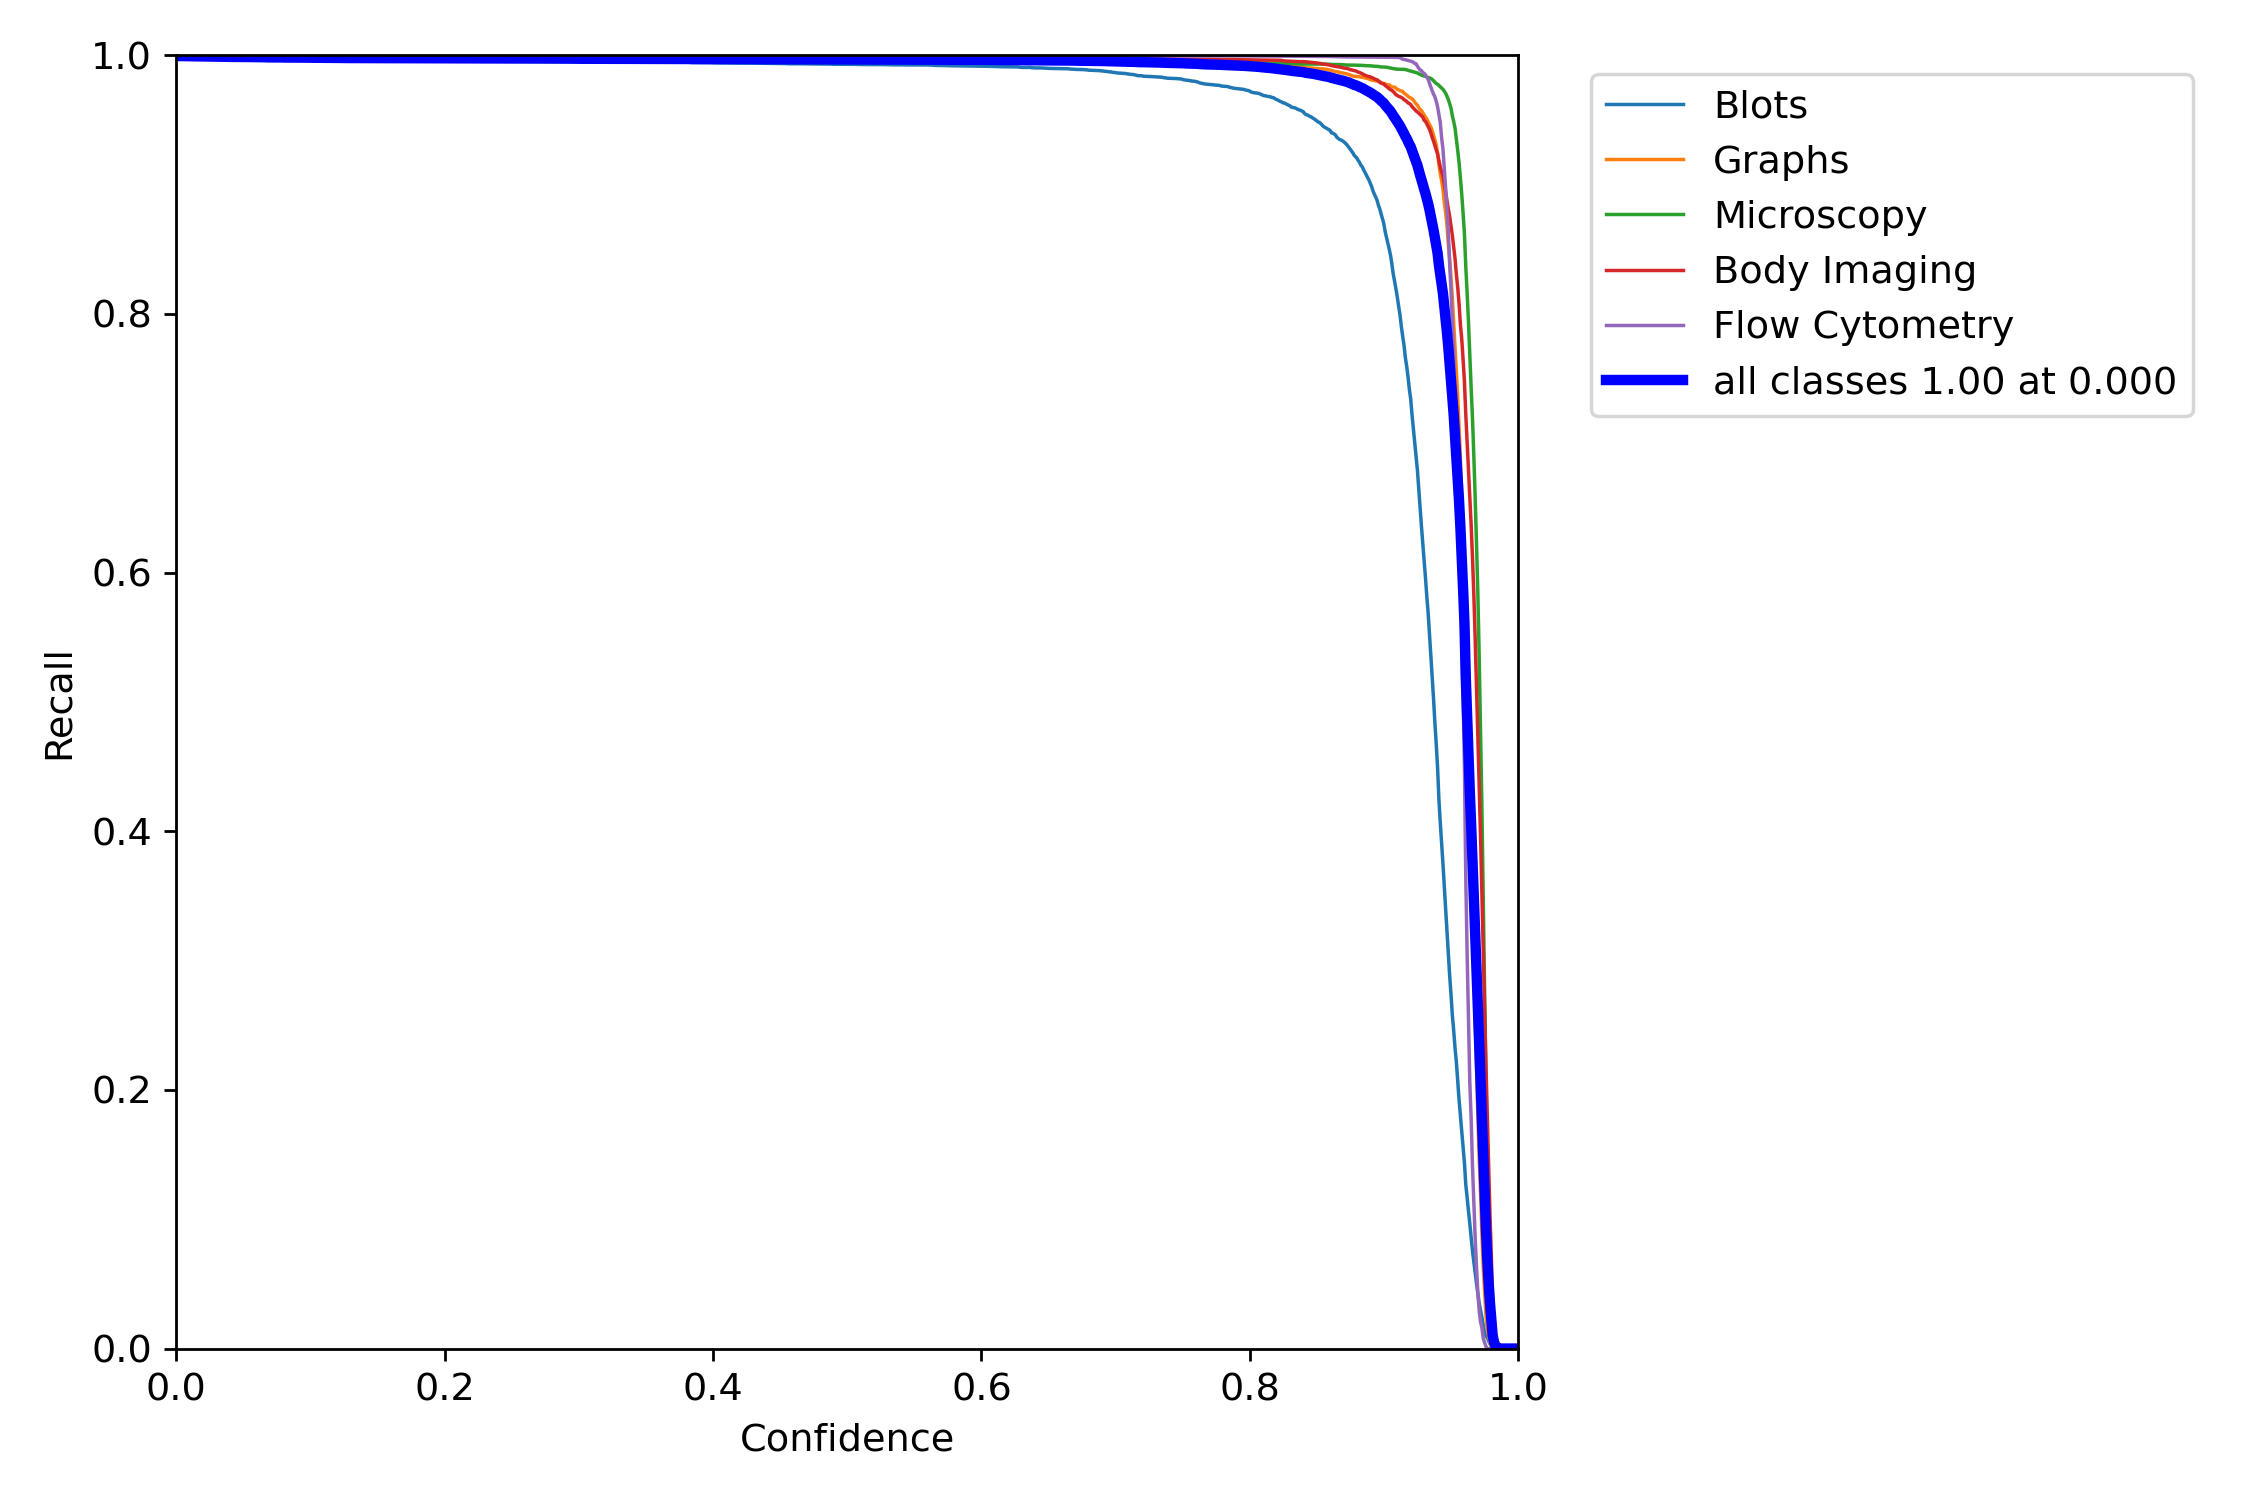 1.0
0.8
0.6
0.4
0.2
0.0
Recall
0.0 0.2 0.4 0.6 0.8 1.0
Confidence
Blots
Graphs
Microscopy
Body Imaging
Flow Cytometry
all classes 1.00 at 0.000